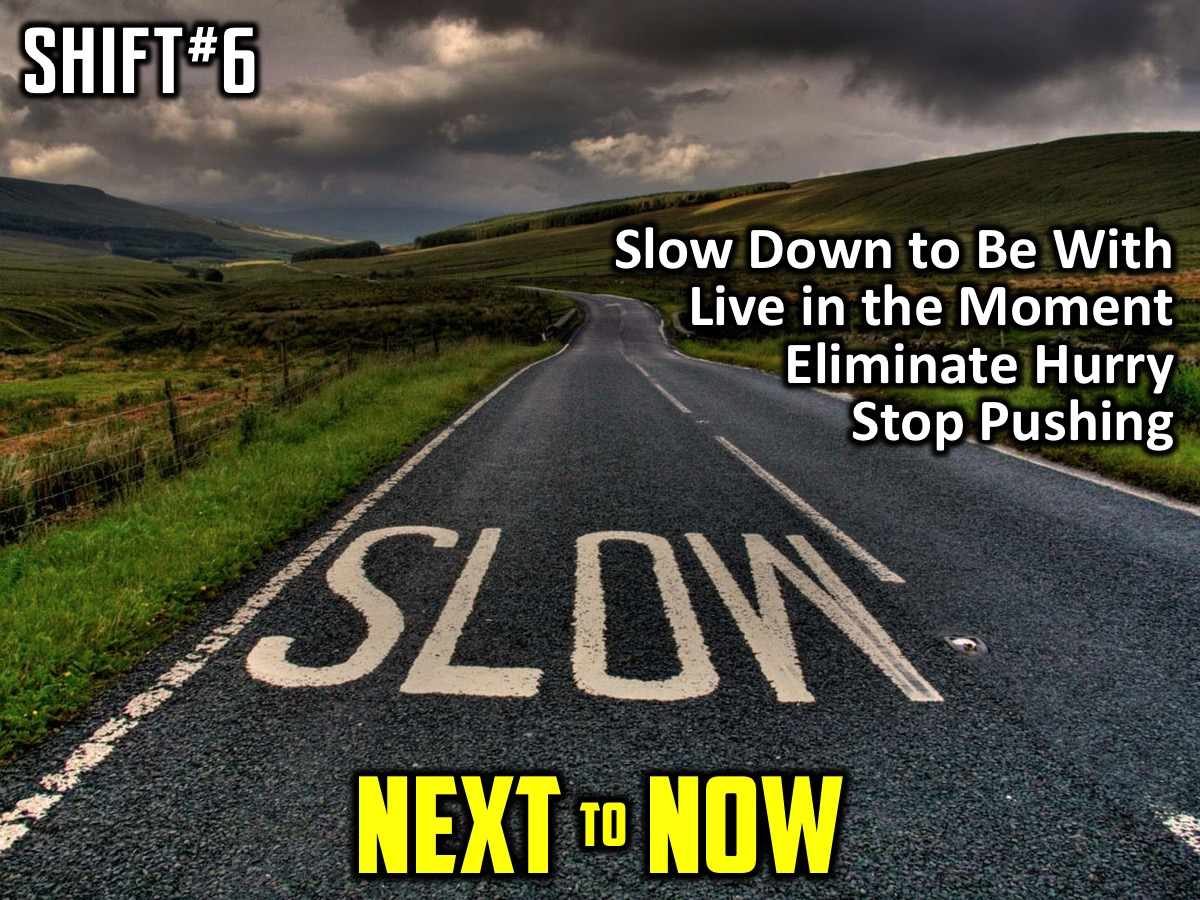 SHIFT#6
Slow Down to Be With
Live in the Moment
Eliminate Hurry
Stop Pushing
SLOW
NEXT TO NOW